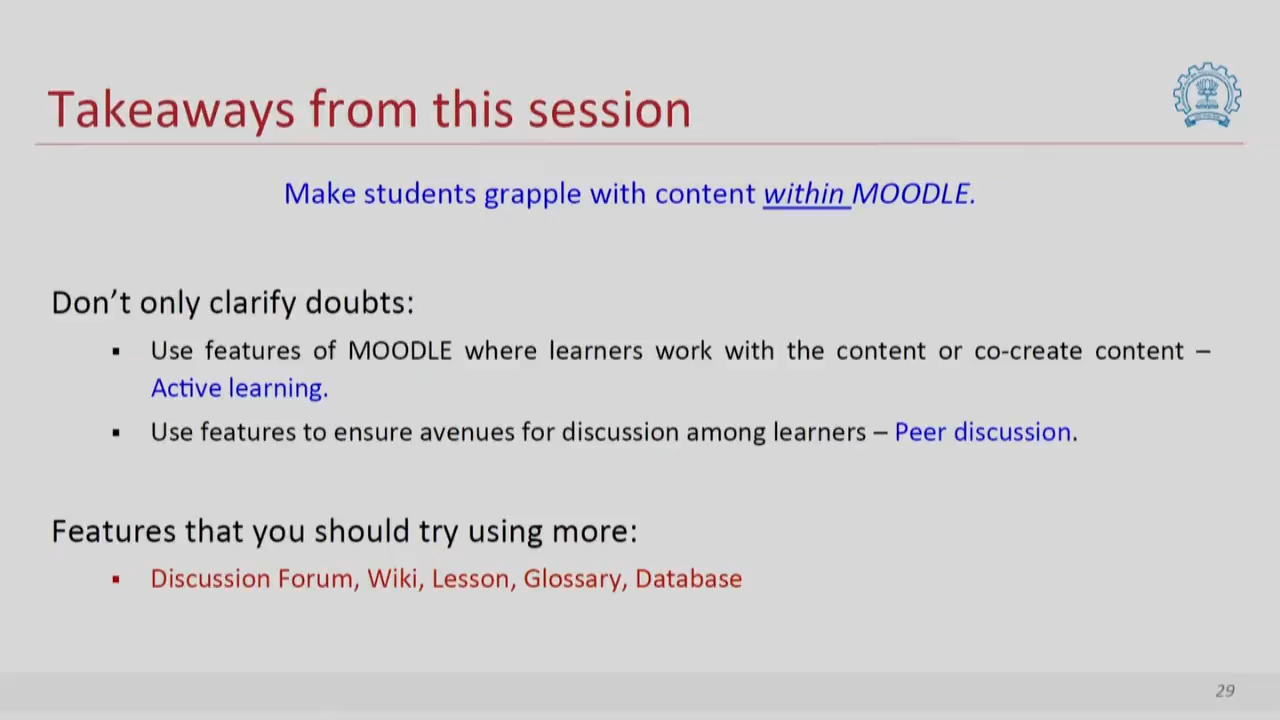 Takeaways from this session
Make students grapple with content within MOODLE.
Don't only clarify doubts:
▪ Use features of MOODLE where learners work with the content or co-create content –
Active learning.
▪ Use features to ensure avenues for discussion among learners – Peer discussion.
Features that you should try using more:
▪ Discussion Forum, Wiki, Lesson, Glossary, Database
29